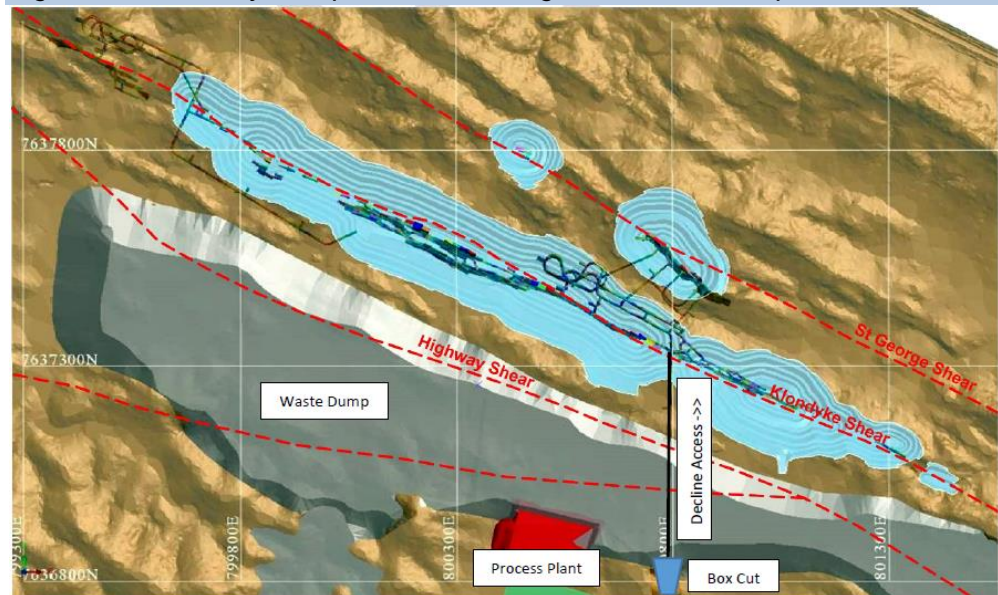 7637800N
St George Shear
7637300N
Highway Shear
Klondyke Shear
Waste Dump
Decline Access ->>
799800E
800300E
801300E
7636800N
Process Plant
Box Cut